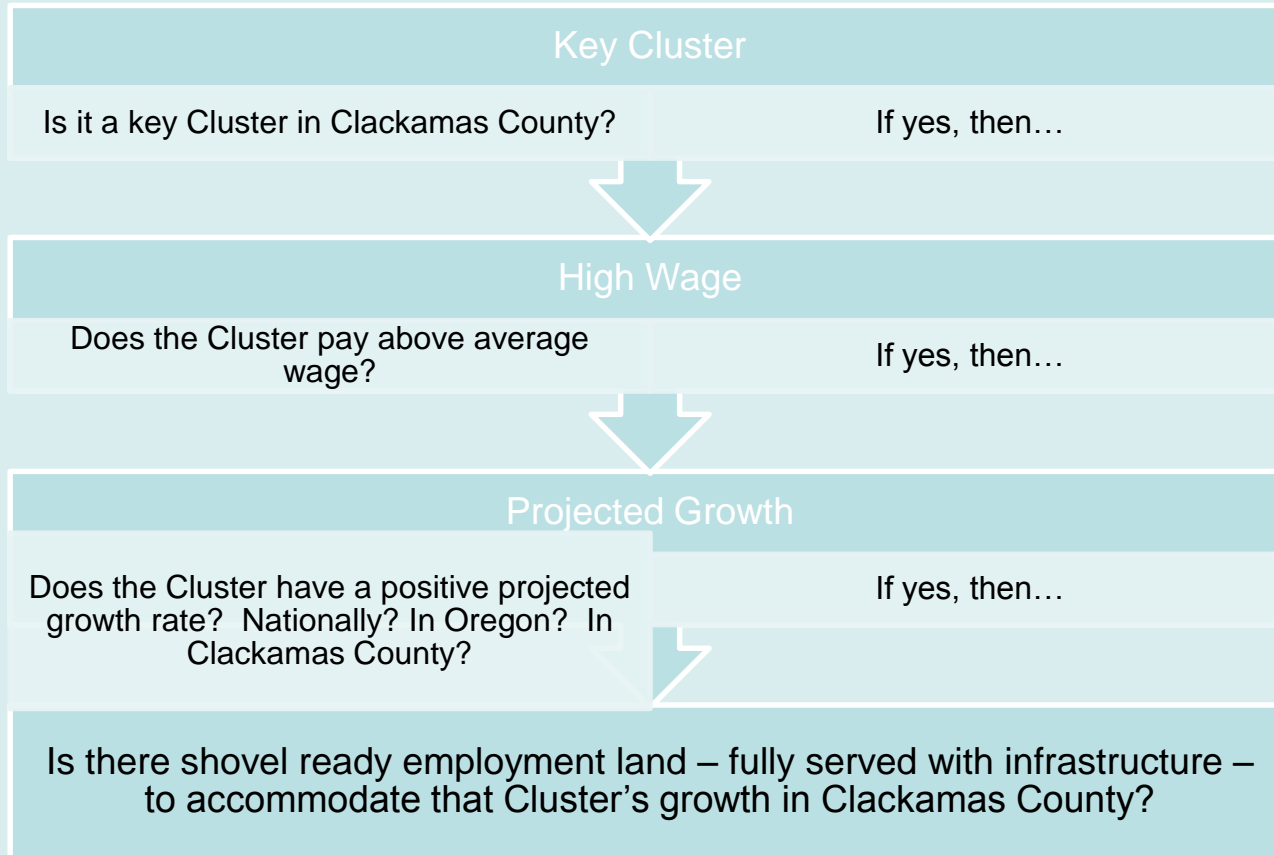 Key Cluster
Is it a key Cluster in Clackamas County?
If yes, then…
High Wage
Does the Cluster pay above average
wage?
If yes, then…
Projected Growth
Does the Cluster have a positive projected
growth rate?  Nationally? In Oregon?  In
Clackamas County?
If yes, then…
Is there shovel ready employment land – fully served with infrastructure –
to accommodate that Cluster’s growth in Clackamas County?